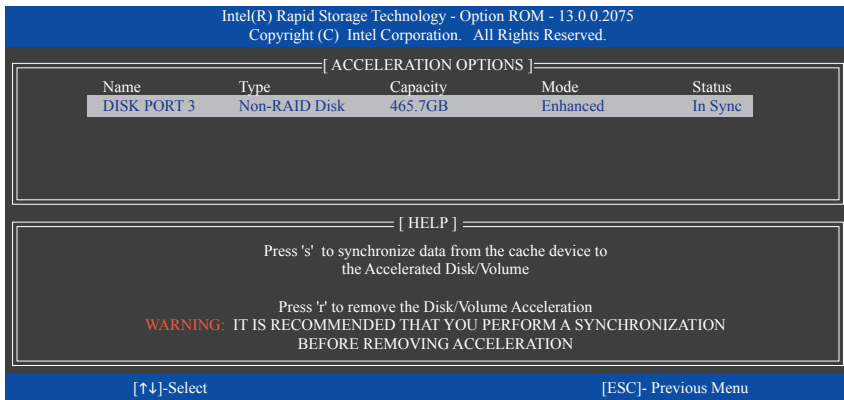 Intel(R) Rapid Storage Technology - Option ROM - 13.0.0.2075
Copyright (C) Intel Corporation. All Rights Reserved.
[ ACCELERATION OPTIONS ]
Name Type Capacity Mode Status
DISK PORT 3 Non-RAID Disk 465.7GB Enhanced In Sync
[ HELP ]
Press 's' to synchronize data from the cache device to
the Accelerated Disk/Volume
Press 'r' to remove the Disk/Volume Acceleration
WARNING: IT IS RECOMMENDED THAT YOU PERFORM A SYNCHRONIZATION
BEFORE REMOVING ACCELERATION
[↑↓]-Select [ESC]- Previous Menu